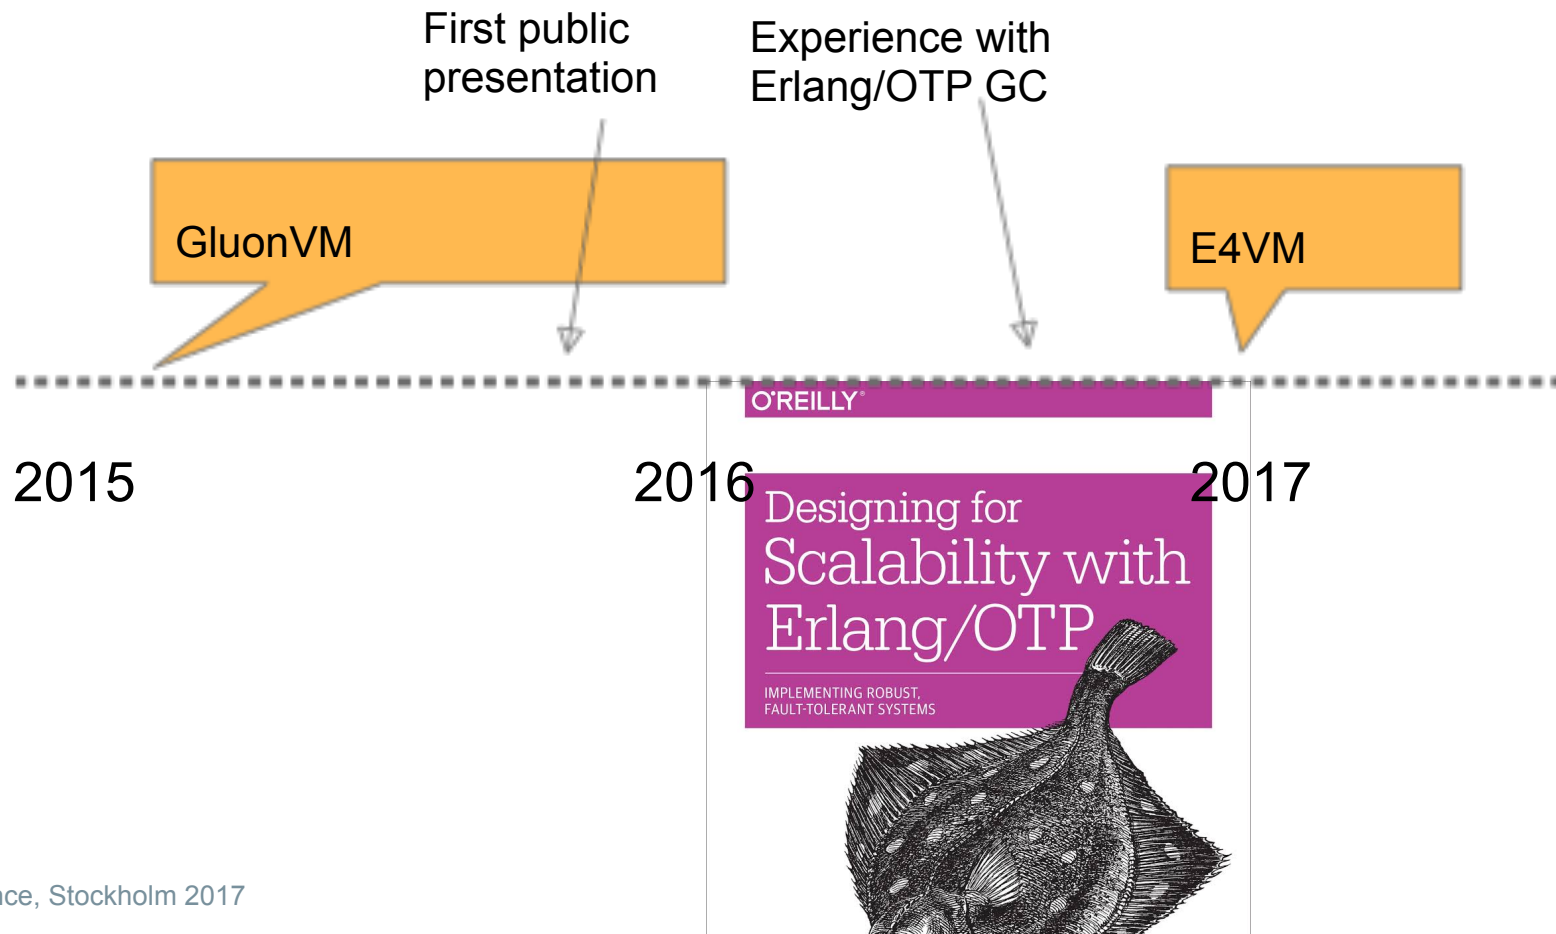 First public
presentation
Experience with
Erlang/OTP GC
GluonVM
E4VM
O'REILLY®
2015
2016
2017
Designing for
Scalability with
Erlang/OTP
IMPLEMENTING ROBUST,
FAULT-TOLERANT SYSTEMS
Stockholm 2017